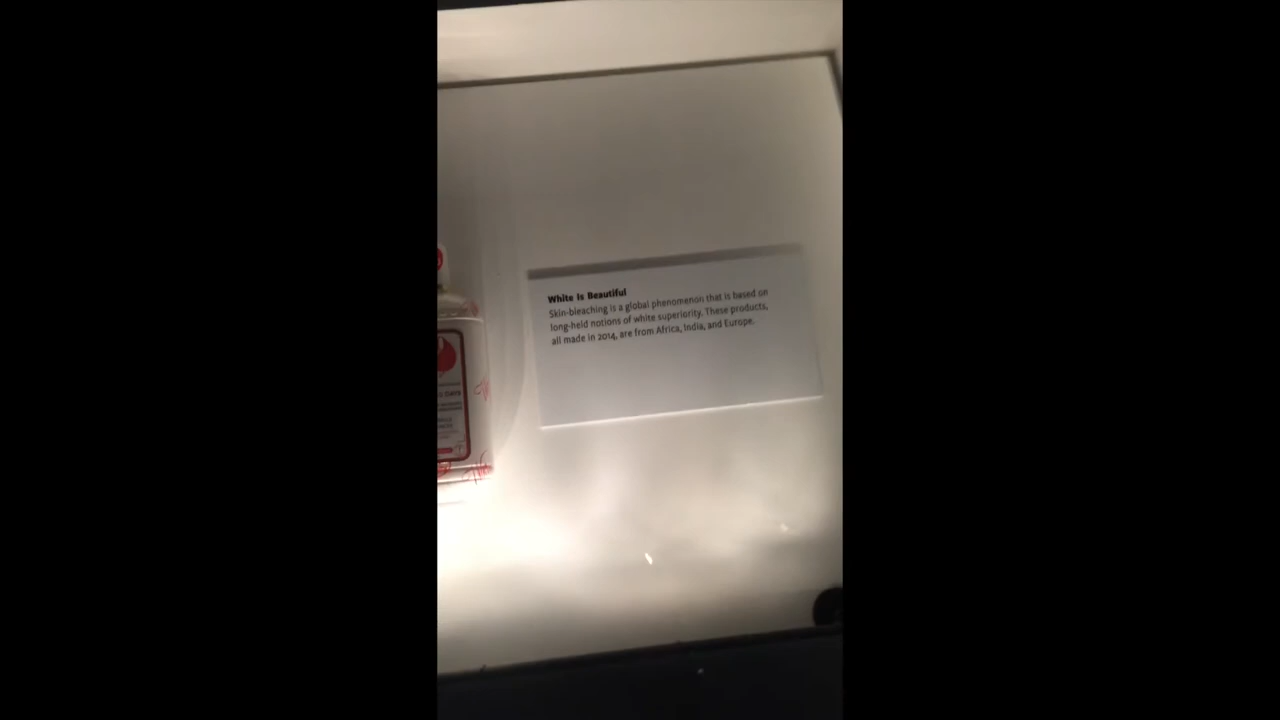 White Is Beautiful
Skin-bleaching is a global phenomenon that is based on
long-held notions of white superiority. These products,
all made in 2014, are from Africa, India, and Europe.
DAYS